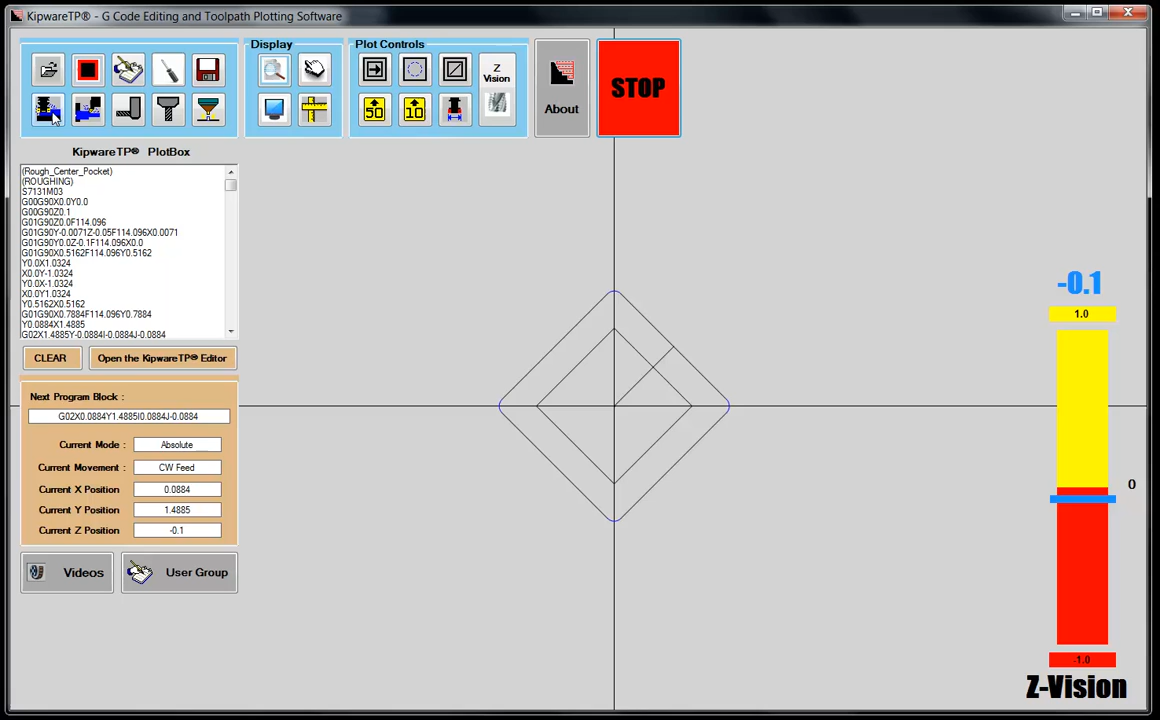 KipwareTP® - G Code Editing and Toolpath Plotting Software
Display
Plot Controls
Z
Vision
50
10
About
STOP
KipwareTP® PlotBox
(Rough_Center_Pocket)
(ROUGHING)
S7131M03
G00G90X0.0Y0.0
G00G90Z0.1
G01G90Z0.0F114.096
G01G90Y-0.0071Z-0.05F114.096X0.0071
G01G90Y0.0Z-0.1F114.096X0.0
G01G90X0.5162F114.096Y0.5162
Y0.0X1.0324
X0.0Y-1.0324
Y0.0X-1.0324
X0.0Y1.0324
Y0.5162X0.5162
G01G90X0.7884F114.096Y0.7884
Y0.0884X1.4885
G02X1.4885Y-0.0884I-0.0884J-0.0884
CLEAR
Open the KipwareTP® Editor
Next Program Block :
G02X0.0884Y1.4885I0.0884J-0.0884
Current Mode : Absolute
Current Movement : CW Feed
Current X Position 0.0884
Current Y Position 1.4885
Current Z Position -0.1
Videos
User Group
-0.1
1.0
0
-1.0
Z-Vision